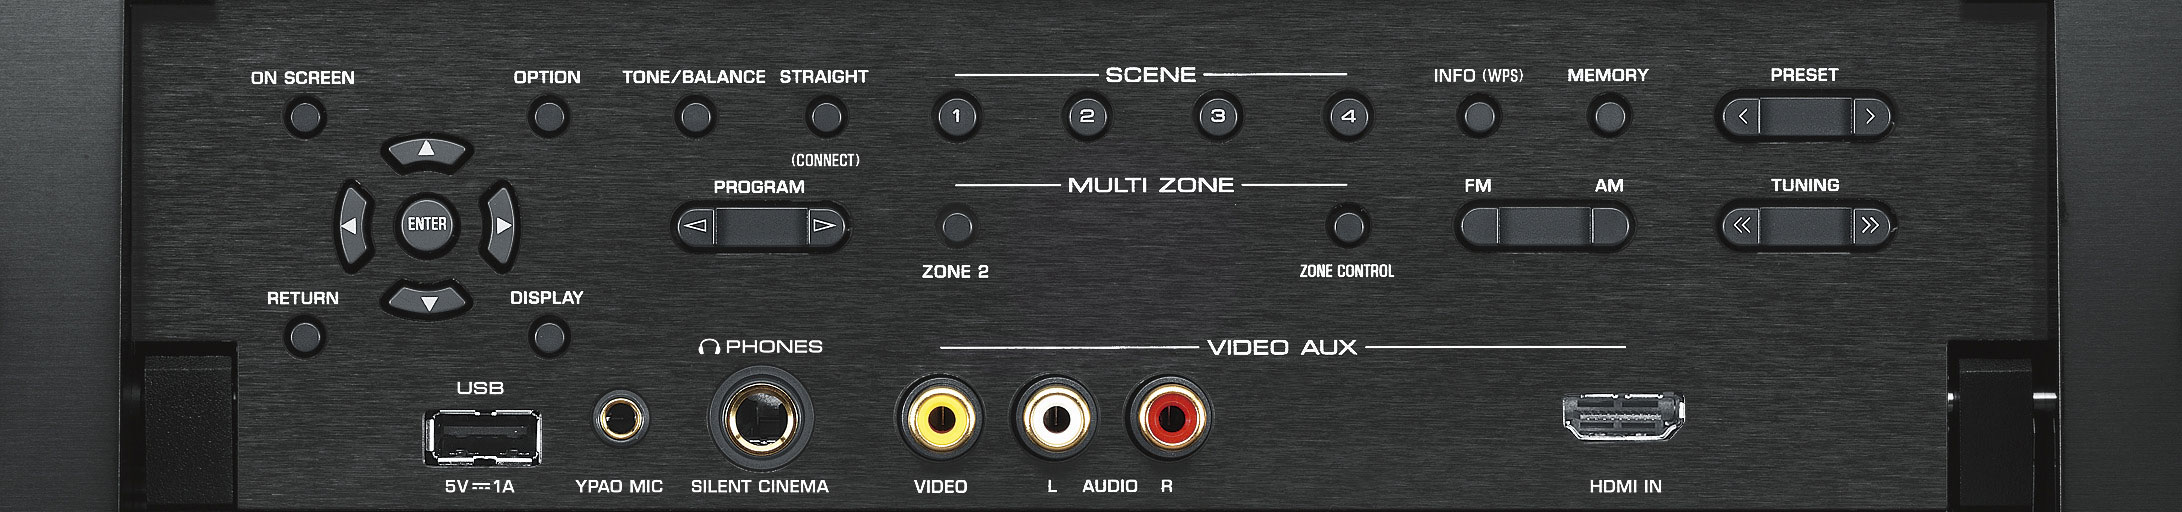 ON SCREEN OPTION TONE/BALANCE STRAIGHT SCENE INFO (WPS) MEMORY PRESET
1 2 3 4 < >
(CONNECT)
PROGRAM MULTI ZONE FM AM TUNING
ENTER
ZONE 2 ZONE CONTROL
RETURN DISPLAY
PHONES VIDEO AUX
USB
5V 1A YPAO MIC SILENT CINEMA VIDEO L AUDIO R HDMI IN